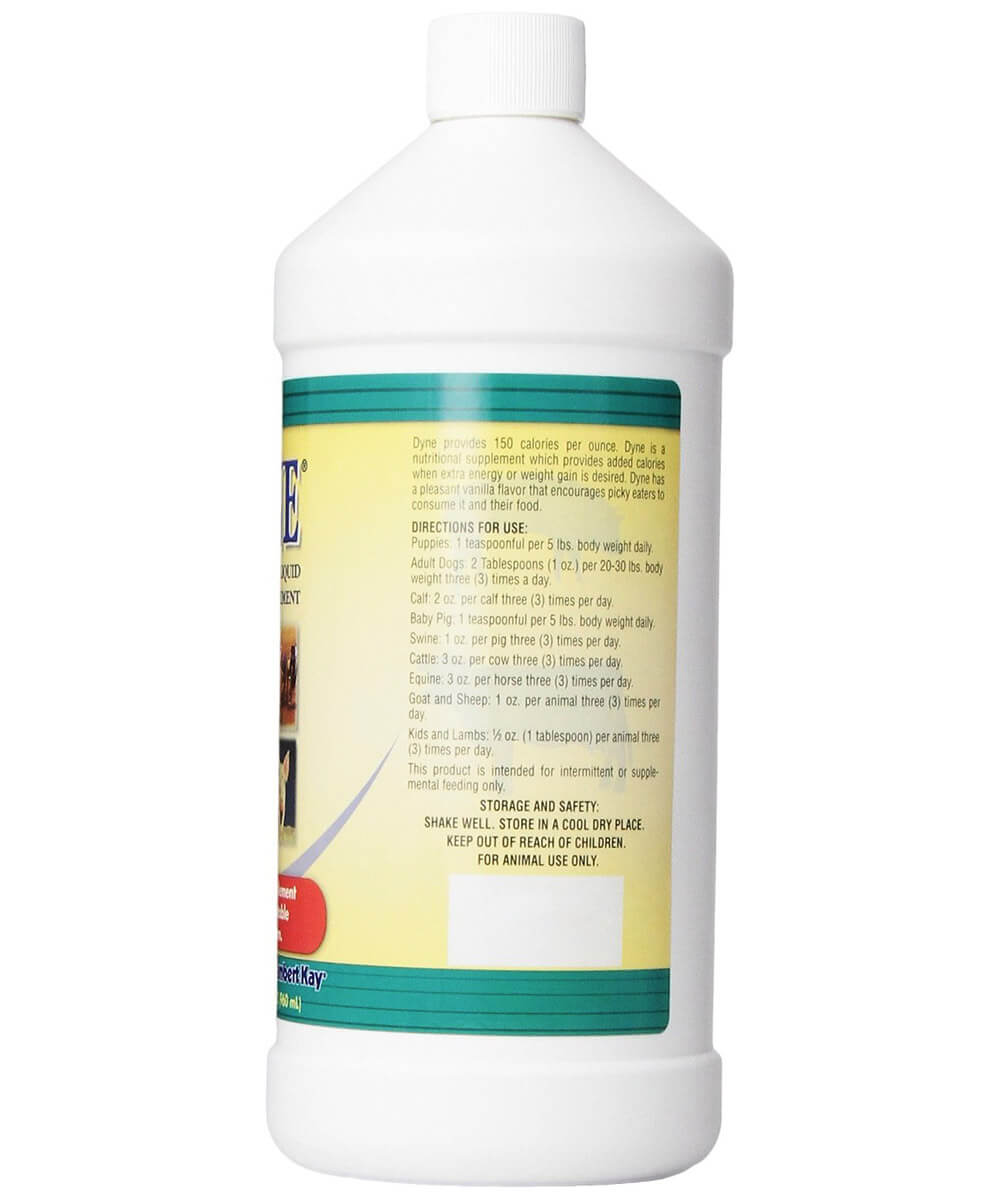 Dyne provides 150 calories per ounce. Dyne is a
nutritional supplement which provides added calories
when extra energy or weight gain is desired. Dyne has
a pleasant vanilla flavor that encourages picky eaters to
consume it and their food.
DIRECTIONS FOR USE:
Puppies: 1 teaspoonful per 5 lbs. body weight daily.
Adult Dogs: 2 Tablespoons (1 oz.) per 20-30 lbs. body
weight three (3) times a day.
Calf: 2 oz. per calf three (3) times per day.
Baby Pig: 1 teaspoonful per 5 lbs. body weight daily.
Swine: 1 oz. per pig three (3) times per day.
Cattle: 3 oz. per cow three (3) times per day.
Equine: 3 oz. per horse three (3) times per day.
Goat and Sheep: 1 oz. per animal three (3) times per
day.
Kids and Lambs: ½ oz. (1 tablespoon) per animal three
(3) times per day.
This product is intended for intermittent or supple-
mental feeding only.
STORAGE AND SAFETY:
SHAKE WELL. STORE IN A COOL DRY PLACE.
KEEP OUT OF REACH OF CHILDREN.
FOR ANIMAL USE ONLY.
E®
QUID
MENT
ement
able
mbert Kay®
960 mL)